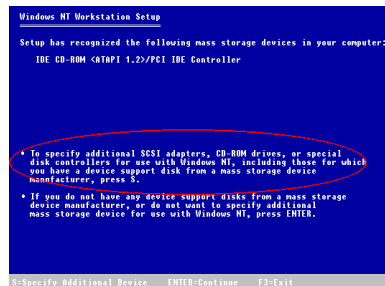 Windows NT Workstation Setup
Setup has recognized the following mass storage devices in your computer:
IDE CD-ROM <ATAPI 1.2>/PCI IDE Controller
• To specify additional SCSI adapters, CD-ROM drives, or special
disk controllers for use with Windows NT, including those for which
you have a device support disk from a mass storage device
manufacturer, press S.
• If you do not have any device support disks from a mass storage
device manufacturer, or do not want to specify additional
mass storage device for use with Windows NT, press ENTER.
S=Specify Additional Device ENTER=Continue F3=Exit